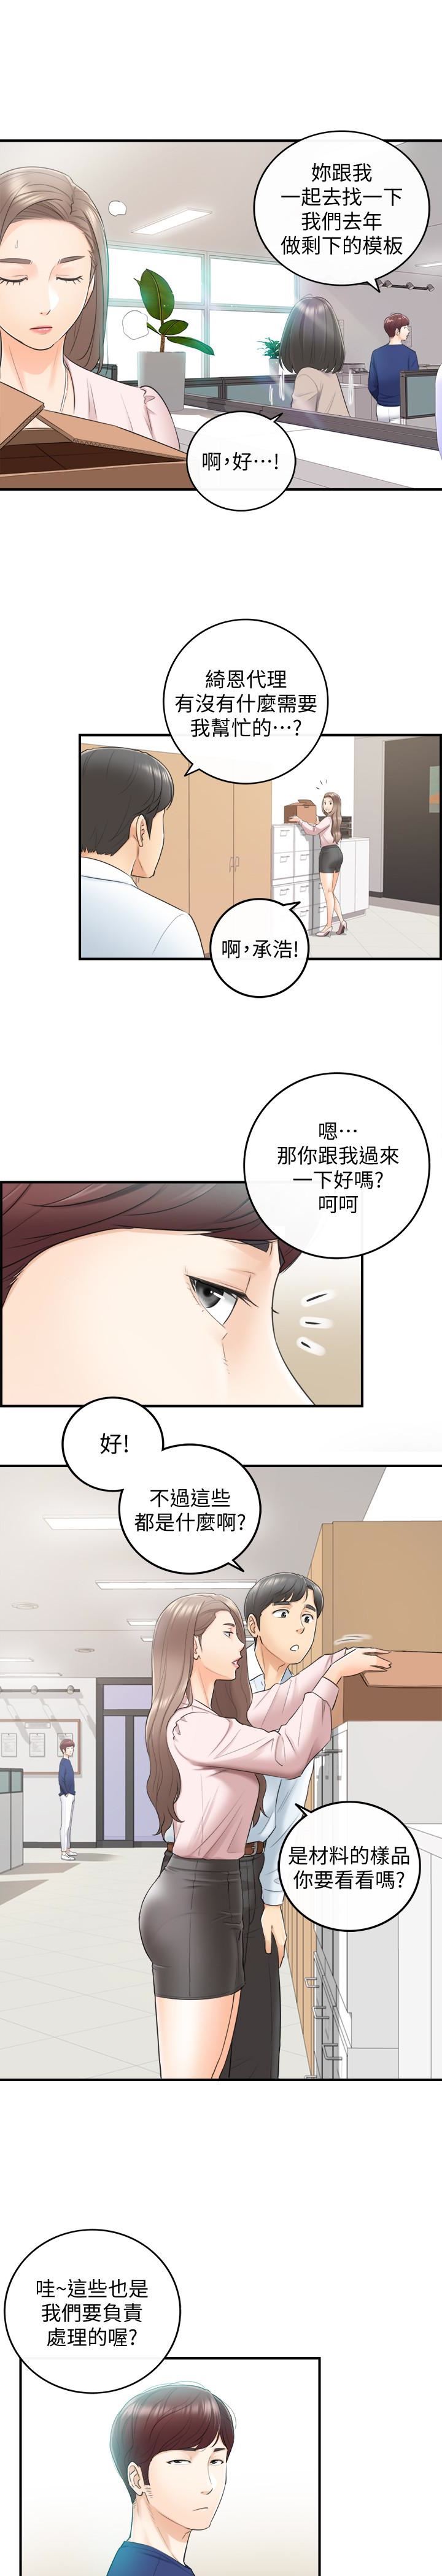 妳跟我
一起去找一下
我們去年
做剩下的模板
啊，好…!
綺恩代理
有沒有什麼需要
我幫忙的…?
啊，承浩!
嗯…
那你跟我過來
一下好嗎?
呵呵
好!
不過這些
都是什麼啊?
是材料的樣品
你要看看嗎?
哇~這些也是
我們要負責
處理的喔?